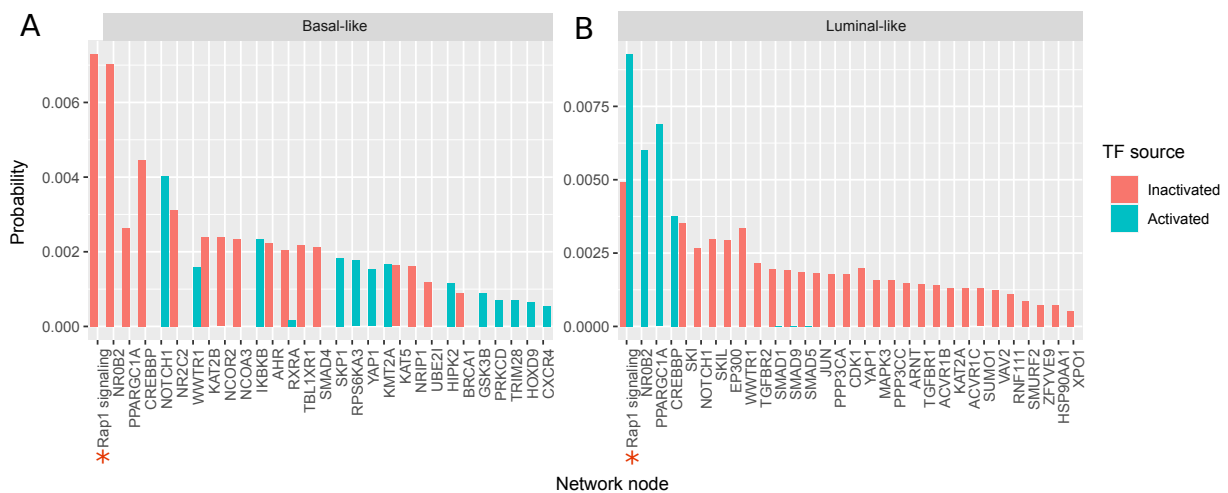 A
Basal-like
B
Luminal-like
Probability
0.006
0.004
0.002
0.000
0.0075
0.0050
0.0025
0.0000
TF source
Inactivated
Activated
*Rap1 signaling
NR0B2
PPARGC1A
CREBBP
NOTCH1
NR2C2
WWTR1
KAT2B
NCOR2
NCOA3
IKBKB
AHR
RXRA
TBL1XR1
SMAD4
SKP1
RPS6KA3
YAP1
KMT2A
KAT5
NRIP1
UBE2I
HIPK2
BRCA1
GSK3B
PRKCD
TRIM28
HOXD9
CXCR4
*Rap1 signaling
NR0B2
PPARGC1A
CREBBP
SKI
NOTCH1
SKIL
EP300
WWTR1
TGFBR2
SMAD1
SMAD9
SMAD5
JUN
PPP3CA
CDK1
YAP1
MAPK3
PPP3CC
ARNT
TGFBR1
ACVR1B
KAT2A
ACVR1C
SUMO1
VAV2
RNF111
SMURF2
ZFYVE9
HSP90AA1
XPO1
Network node